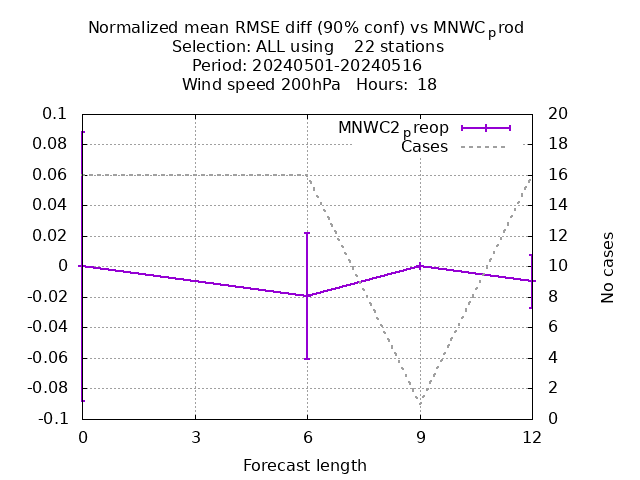 Normalized mean RMSE diff (90% conf) vs MNWCprod
Selection: ALL using    22 stations
Period: 20240501-20240516
Wind speed 200hPa   Hours:  18
0.1
0.08
0.06
0.04
0.02
0
-0.02
-0.04
-0.06
-0.08
-0.1
MNWC2preop
Cases
20
18
16
14
12
10
8
6
4
2
0
No cases
0 3 6 9 12
Forecast length